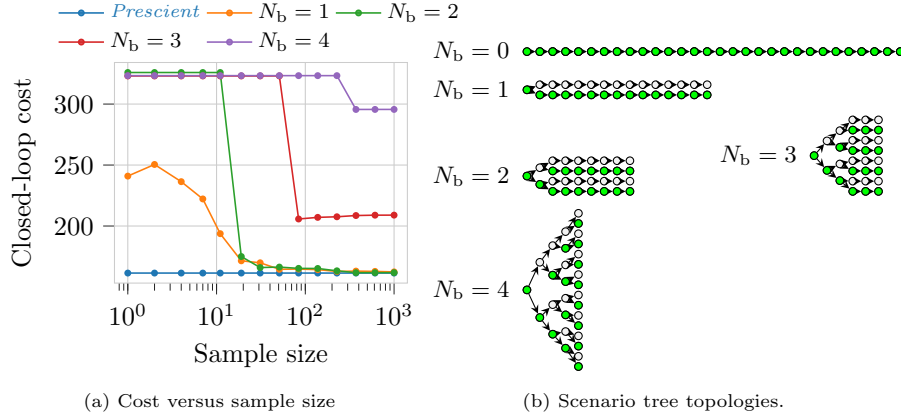 Prescient
N_b = 1
N_b = 2
N_b = 3
N_b = 4
Closed-loop cost
300
250
200
10^0
10^1
10^2
10^3
Sample size
(a) Cost versus sample size
N_b = 0
N_b = 1
N_b = 2
N_b = 3
N_b = 4
(b) Scenario tree topologies.